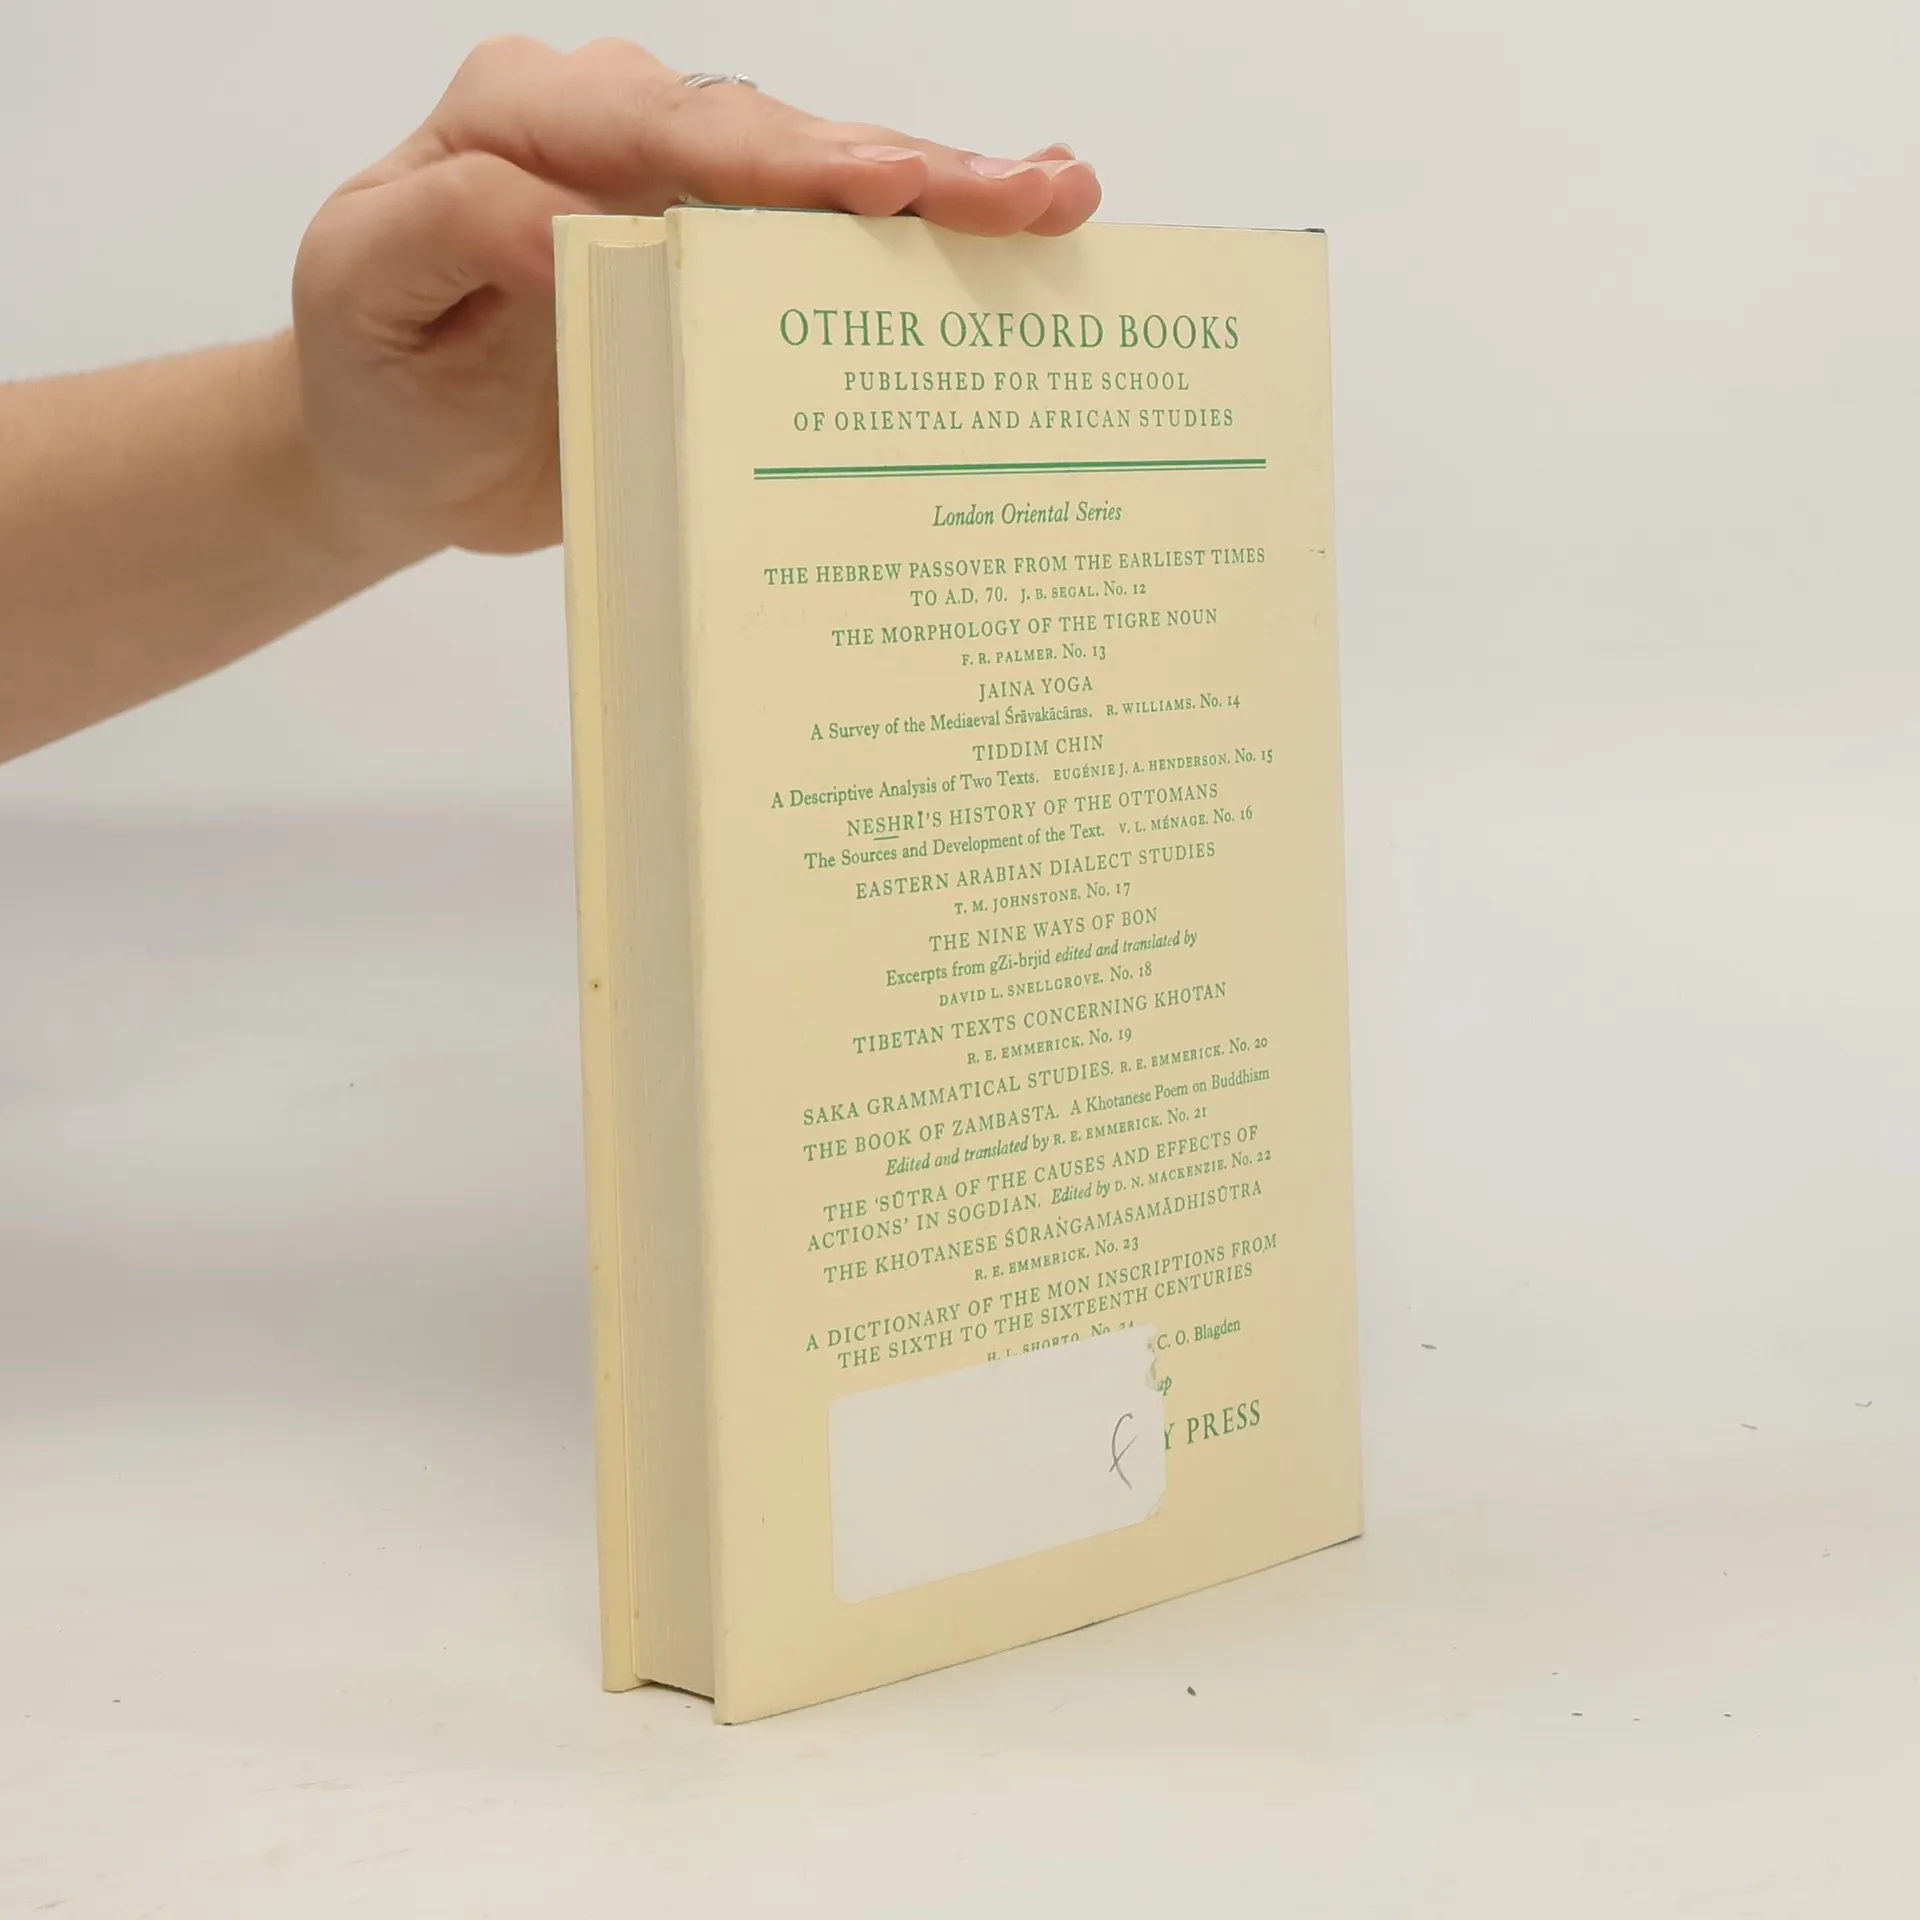 OTHER OXFORD BOOKS
PUBLISHED FOR THE SCHOOL
OF ORIENTAL AND AFRICAN STUDIES
London Oriental Series
THE HEBREW PASSOVER FROM THE EARLIEST TIMES
TO A.D. 70. J. B. SEGAL. No. 12
THE MORPHOLOGY OF THE TIGRE NOUN
F. R. PALMER. No. 13
JAINA YOGA
A Survey of the Mediaeval Śrāvakācāras. R. WILLIAMS. No. 14
TIDDIM CHIN
A Descriptive Analysis of Two Texts. EUGÉNIE J. A. HENDERSON. No. 15
NESHRĪ'S HISTORY OF THE OTTOMANS
The Sources and Development of the Text. V. L. MÉNAGE. No. 16
EASTERN ARABIAN DIALECT STUDIES
T. M. JOHNSTONE. No. 17
THE NINE WAYS OF BON
Excerpts from gZi-brjid edited and translated by
DAVID L. SNELLGROVE. No. 18
TIBETAN TEXTS CONCERNING KHOTAN
R. E. EMMERICK. No. 19
SAKA GRAMMATICAL STUDIES. R. E. EMMERICK. No. 20
THE BOOK OF ZAMBASTA. A Khotanese Poem on Buddhism
Edited and translated by R. E. EMMERICK. No. 21
THE 'SŪTRA OF THE CAUSES AND EFFECTS OF
ACTIONS' IN SOGDIAN. Edited by D. N. MACKENZIE. No. 22
THE KHOTANESE ŚŪRAṄGAMASAMĀDHISŪTRA
R. E. EMMERICK. No. 23
A DICTIONARY OF THE MON INSCRIPTIONS FROM
THE SIXTH TO THE SIXTEENTH CENTURIES
H. L. SHORTO. No. 24
C. O. Blagden
PRESS